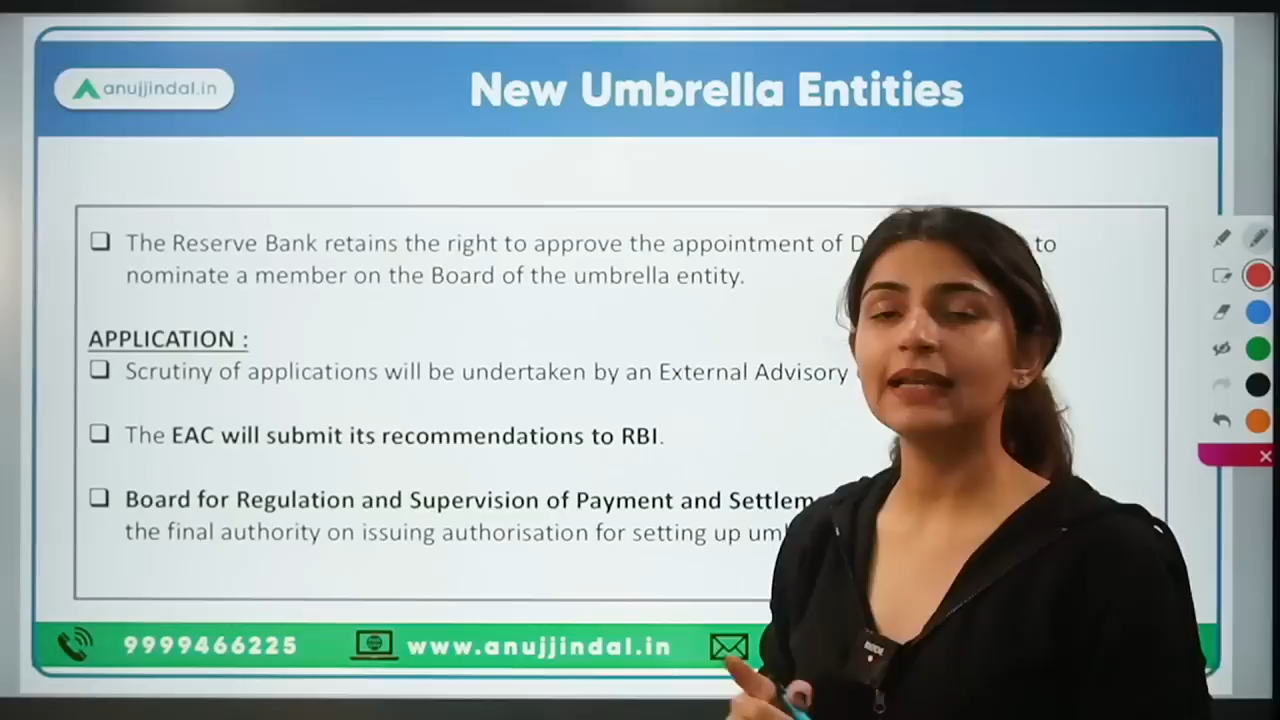 anujjindal.in
New Umbrella Entities
The Reserve Bank retains the right to approve the appointment of to
nominate a member on the Board of the umbrella entity.
APPLICATION :
Scrutiny of applications will be undertaken by an External Advisory
The EAC will submit its recommendations to RBI.
Board for Regulation and Supervision of Payment and
the final authority on issuing authorisation for setting up
9999466225
www.anujjindal.in